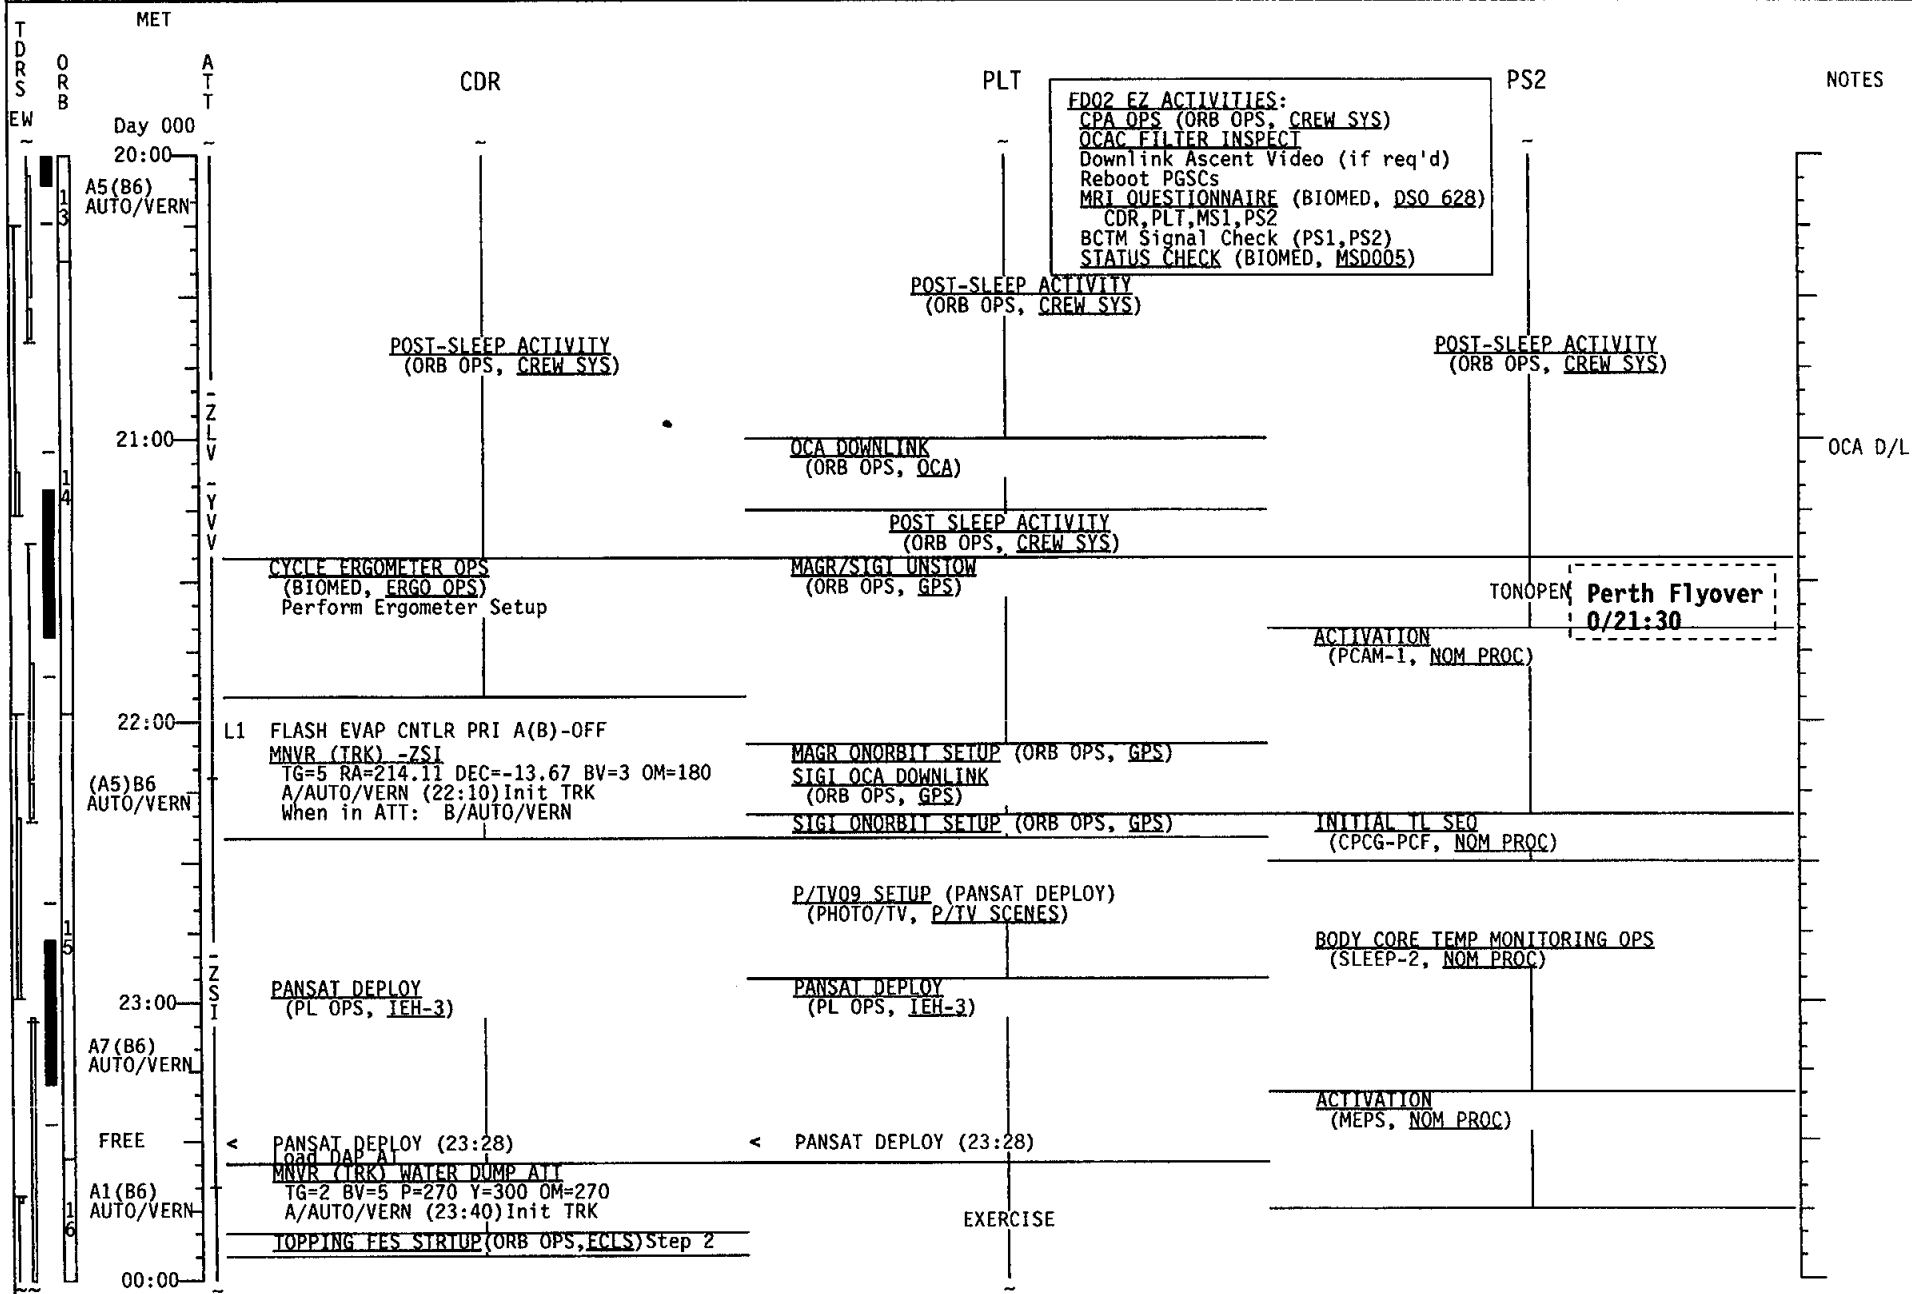 MET
TDRS
ORB
ATT
CDR
PLT
PS2
NOTES
EW
Day 000
FD02 EZ ACTIVITIES:
CPA OPS (ORB OPS, CREW SYS)
OCAC FILTER INSPECT
Downlink Ascent Video (if req'd)
Reboot PGSCs
MRI QUESTIONNAIRE (BIOMED, DSO 628)
CDR,PLT,MS1,PS2
BCTM Signal Check (PS1,PS2)
STATUS CHECK (BIOMED, MSD005)
20:00
A5(B6)
AUTO/VERN
13
POST-SLEEP ACTIVITY
(ORB OPS, CREW SYS)
POST-SLEEP ACTIVITY
(ORB OPS, CREW SYS)
POST-SLEEP ACTIVITY
(ORB OPS, CREW SYS)
-ZLV
21:00
OCA DOWNLINK
(ORB OPS, OCA)
OCA D/L
14
-YVV
POST SLEEP ACTIVITY
(ORB OPS, CREW SYS)
CYCLE ERGOMETER OPS
(BIOMED, ERGO OPS)
Perform Ergometer Setup
MAGR/SIGI UNSTOW
(ORB OPS, GPS)
TONOPEN
Perth Flyover
0/21:30
ACTIVATION
(PCAM-1, NOM PROC)
22:00
L1 FLASH EVAP CNTLR PRI A(B)-OFF
MNVR (TRK) -ZSI
TG=5 RA=214.11 DEC=-13.67 BV=3 OM=180
A/AUTO/VERN (22:10)Init TRK
When in ATT: B/AUTO/VERN
MAGR ONORBIT SETUP (ORB OPS, GPS)
SIGI OCA DOWNLINK
(ORB OPS, GPS)
SIGI ONORBIT SETUP (ORB OPS, GPS)
(A5)B6
AUTO/VERN
INITIAL TL SEQ
(CPCG-PCF, NOM PROC)
P/TV09 SETUP (PANSAT DEPLOY)
(PHOTO/TV, P/TV SCENES)
15
BODY CORE TEMP MONITORING OPS
(SLEEP-2, NOM PROC)
-ZSI
23:00
PANSAT DEPLOY
(PL OPS, IEH-3)
PANSAT DEPLOY
(PL OPS, IEH-3)
A7(B6)
AUTO/VERN
ACTIVATION
(MEPS, NOM PROC)
FREE
< PANSAT DEPLOY (23:28)
Load DAP A1
< PANSAT DEPLOY (23:28)
MNVR (TRK) WATER DUMP ATT
TG=2 BV=5 P=270 Y=300 OM=270
A/AUTO/VERN (23:40)Init TRK
A1(B6)
AUTO/VERN
16
EXERCISE
TOPPING FES STRTUP(ORB OPS,ECLS)Step 2
00:00